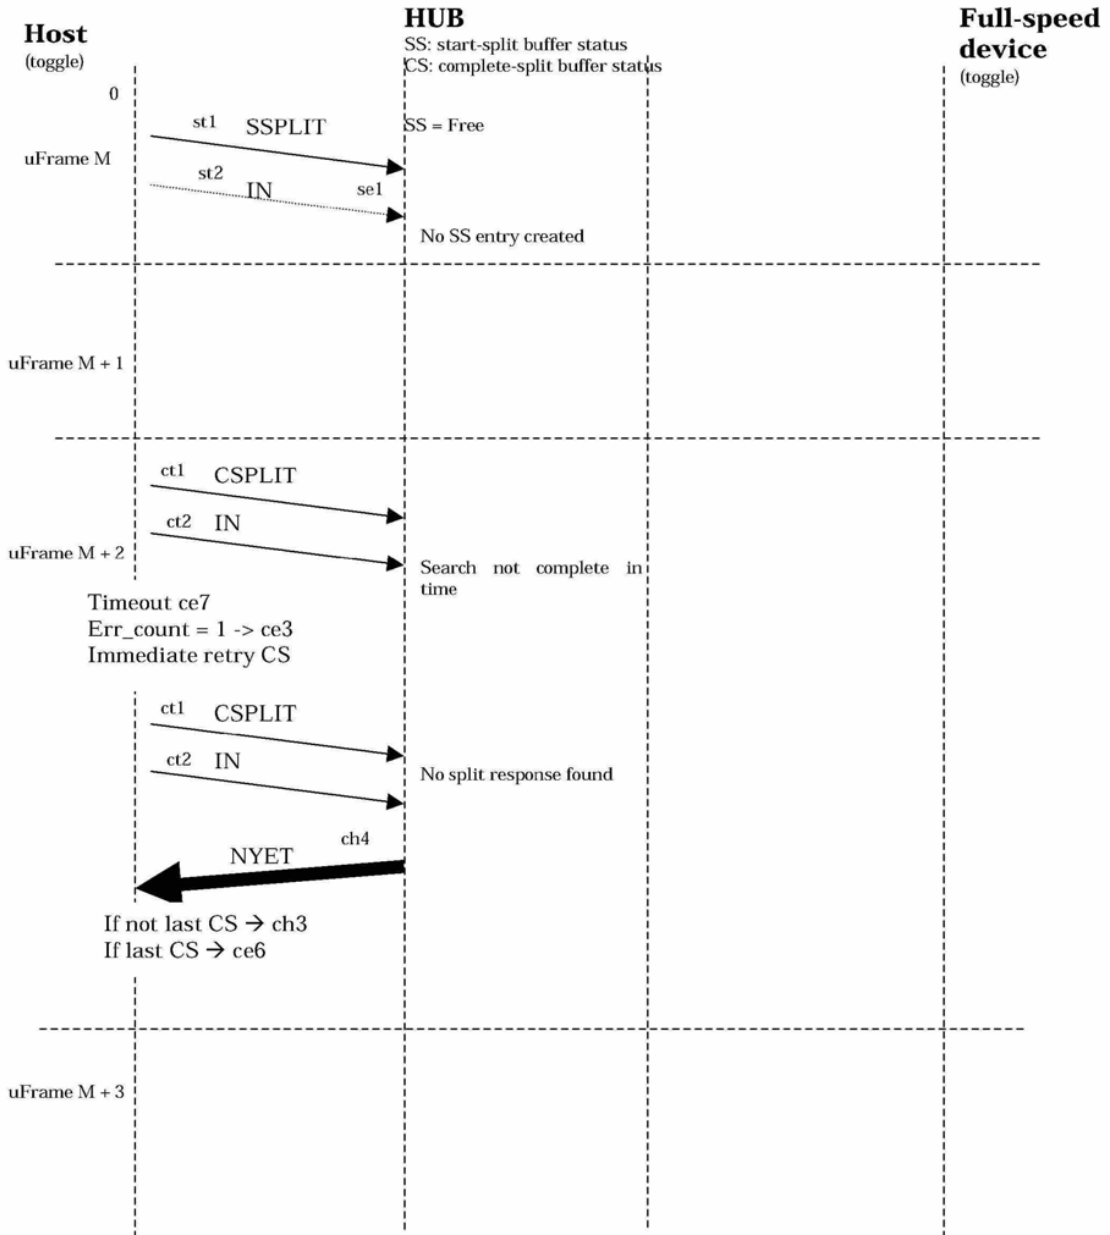 Host
(toggle)
HUB
SS: start-split buffer status
CS: complete-split buffer status
Full-speed
device
(toggle)
0
st1 SSPLIT
SS = Free
uFrame M
st2 IN se1
No SS entry created
uFrame M + 1
ct1 CSPLIT
ct2 IN
uFrame M + 2
Search not complete in
time
Timeout ce7
Err_count = 1 -> ce3
Immediate retry CS
ct1 CSPLIT
ct2 IN
No split response found
ch4
NYET
If not last CS → ch3
If last CS → ce6
uFrame M + 3